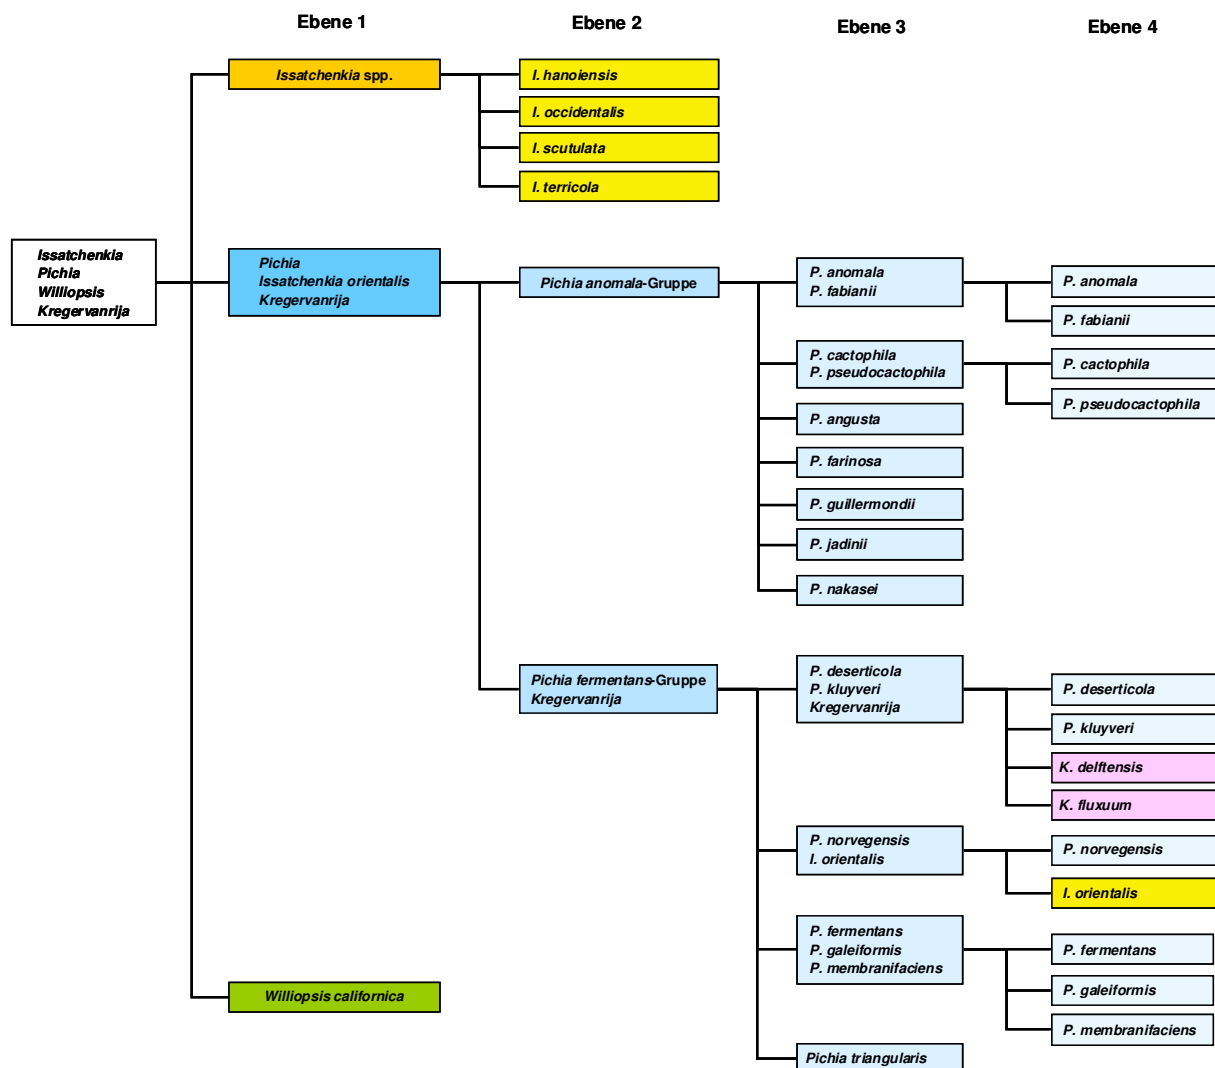 Ebene 1
Ebene 2
Ebene 3
Ebene 4
Issatchenkia spp.
I. hanoiensis
I. occidentalis
I. scutulata
I. terricola
Issatchenkia
Pichia
Williopsis
Kregervanrija
Pichia
Issatchenkia orientalis
Kregervanrija
Pichia anomala-Gruppe
P. anomala
P. fabianii
P. anomala
P. fabianii
P. cactophila
P. pseudocactophila
P. cactophila
P. pseudocactophila
P. angusta
P. farinosa
P. guillermondii
P. jadinii
P. nakasei
Pichia fermentans-Gruppe
Kregervanrija
P. deserticola
P. kluyveri
Kregervanrija
P. deserticola
P. kluyveri
K. delftensis
K. fluxuum
P. norvegensis
I. orientalis
P. norvegensis
I. orientalis
P. fermentans
P. galeiformis
P. membranifaciens
P. fermentans
P. galeiformis
P. membranifaciens
Williopsis californica
Pichia triangularis